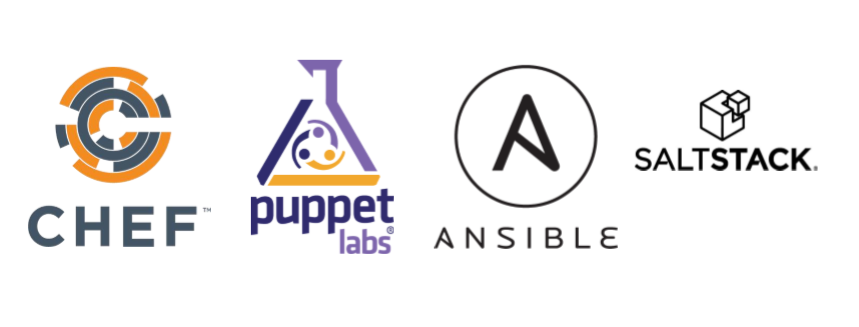 CHEF™
puppet
labs®
ANSIBLE
SALTSTACK®